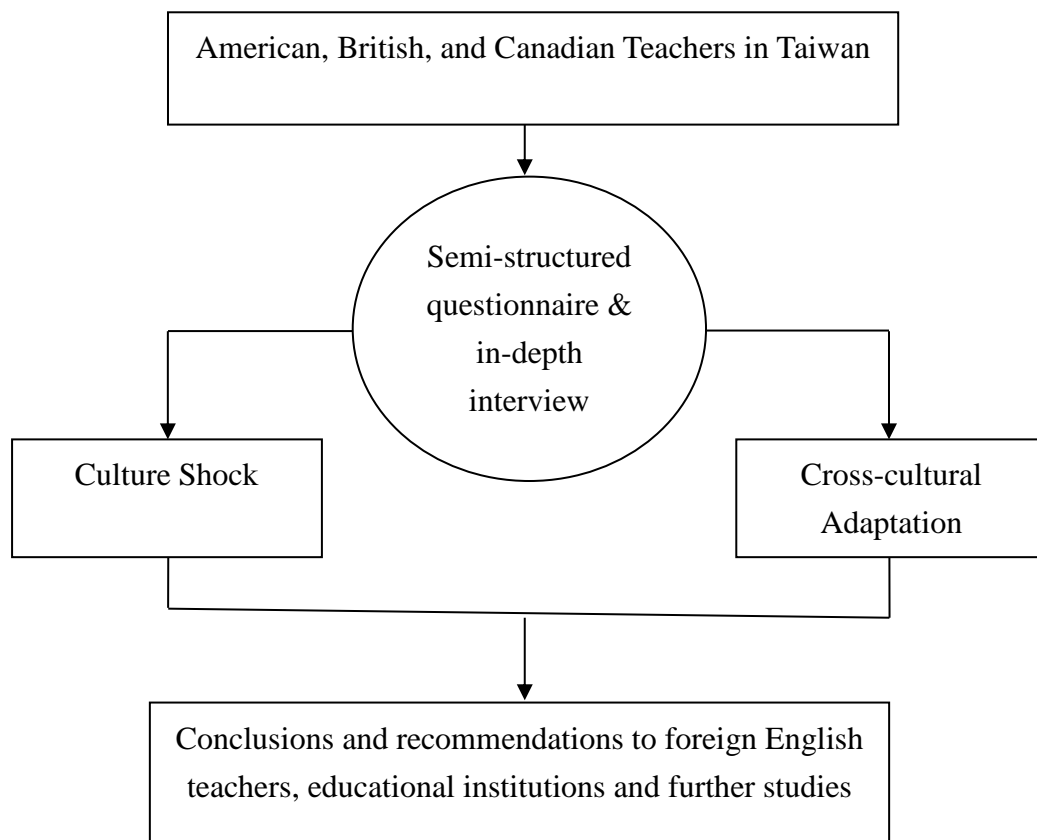 American, British, and Canadian Teachers in Taiwan
Semi-structured
questionnaire &
in-depth
interview
Culture Shock
Cross-cultural
Adaptation
Conclusions and recommendations to foreign English
teachers, educational institutions and further studies